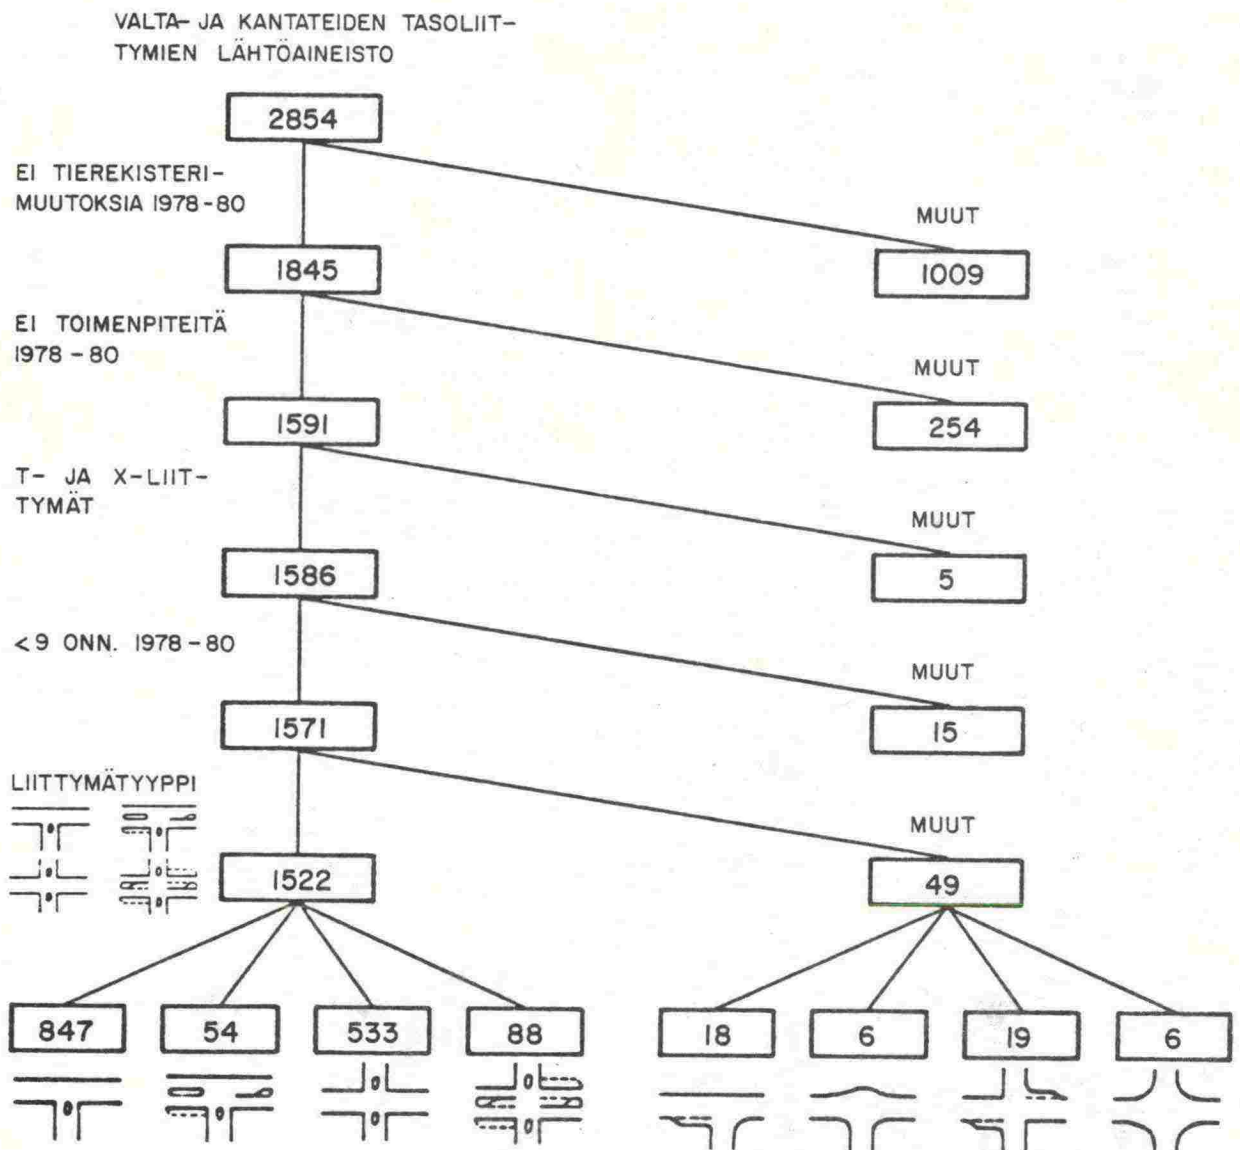 VALTA- JA KANTATEIDEN TASOLIIT-
TYMIEN LÄHTÖAINEISTO
2854
EI TIEREKISTERI-
MUUTOKSIA 1978-80
MUUT
1845
1009
EI TOIMENPITEITÄ
1978-80
MUUT
1591
254
T- JA X-LIIT-
TYMÄT
MUUT
1586
5
<9 ONN. 1978-80
MUUT
1571
15
LIITTYMÄTYYPPI
MUUT
1522
49
847 54 533 88 18 6 19 6